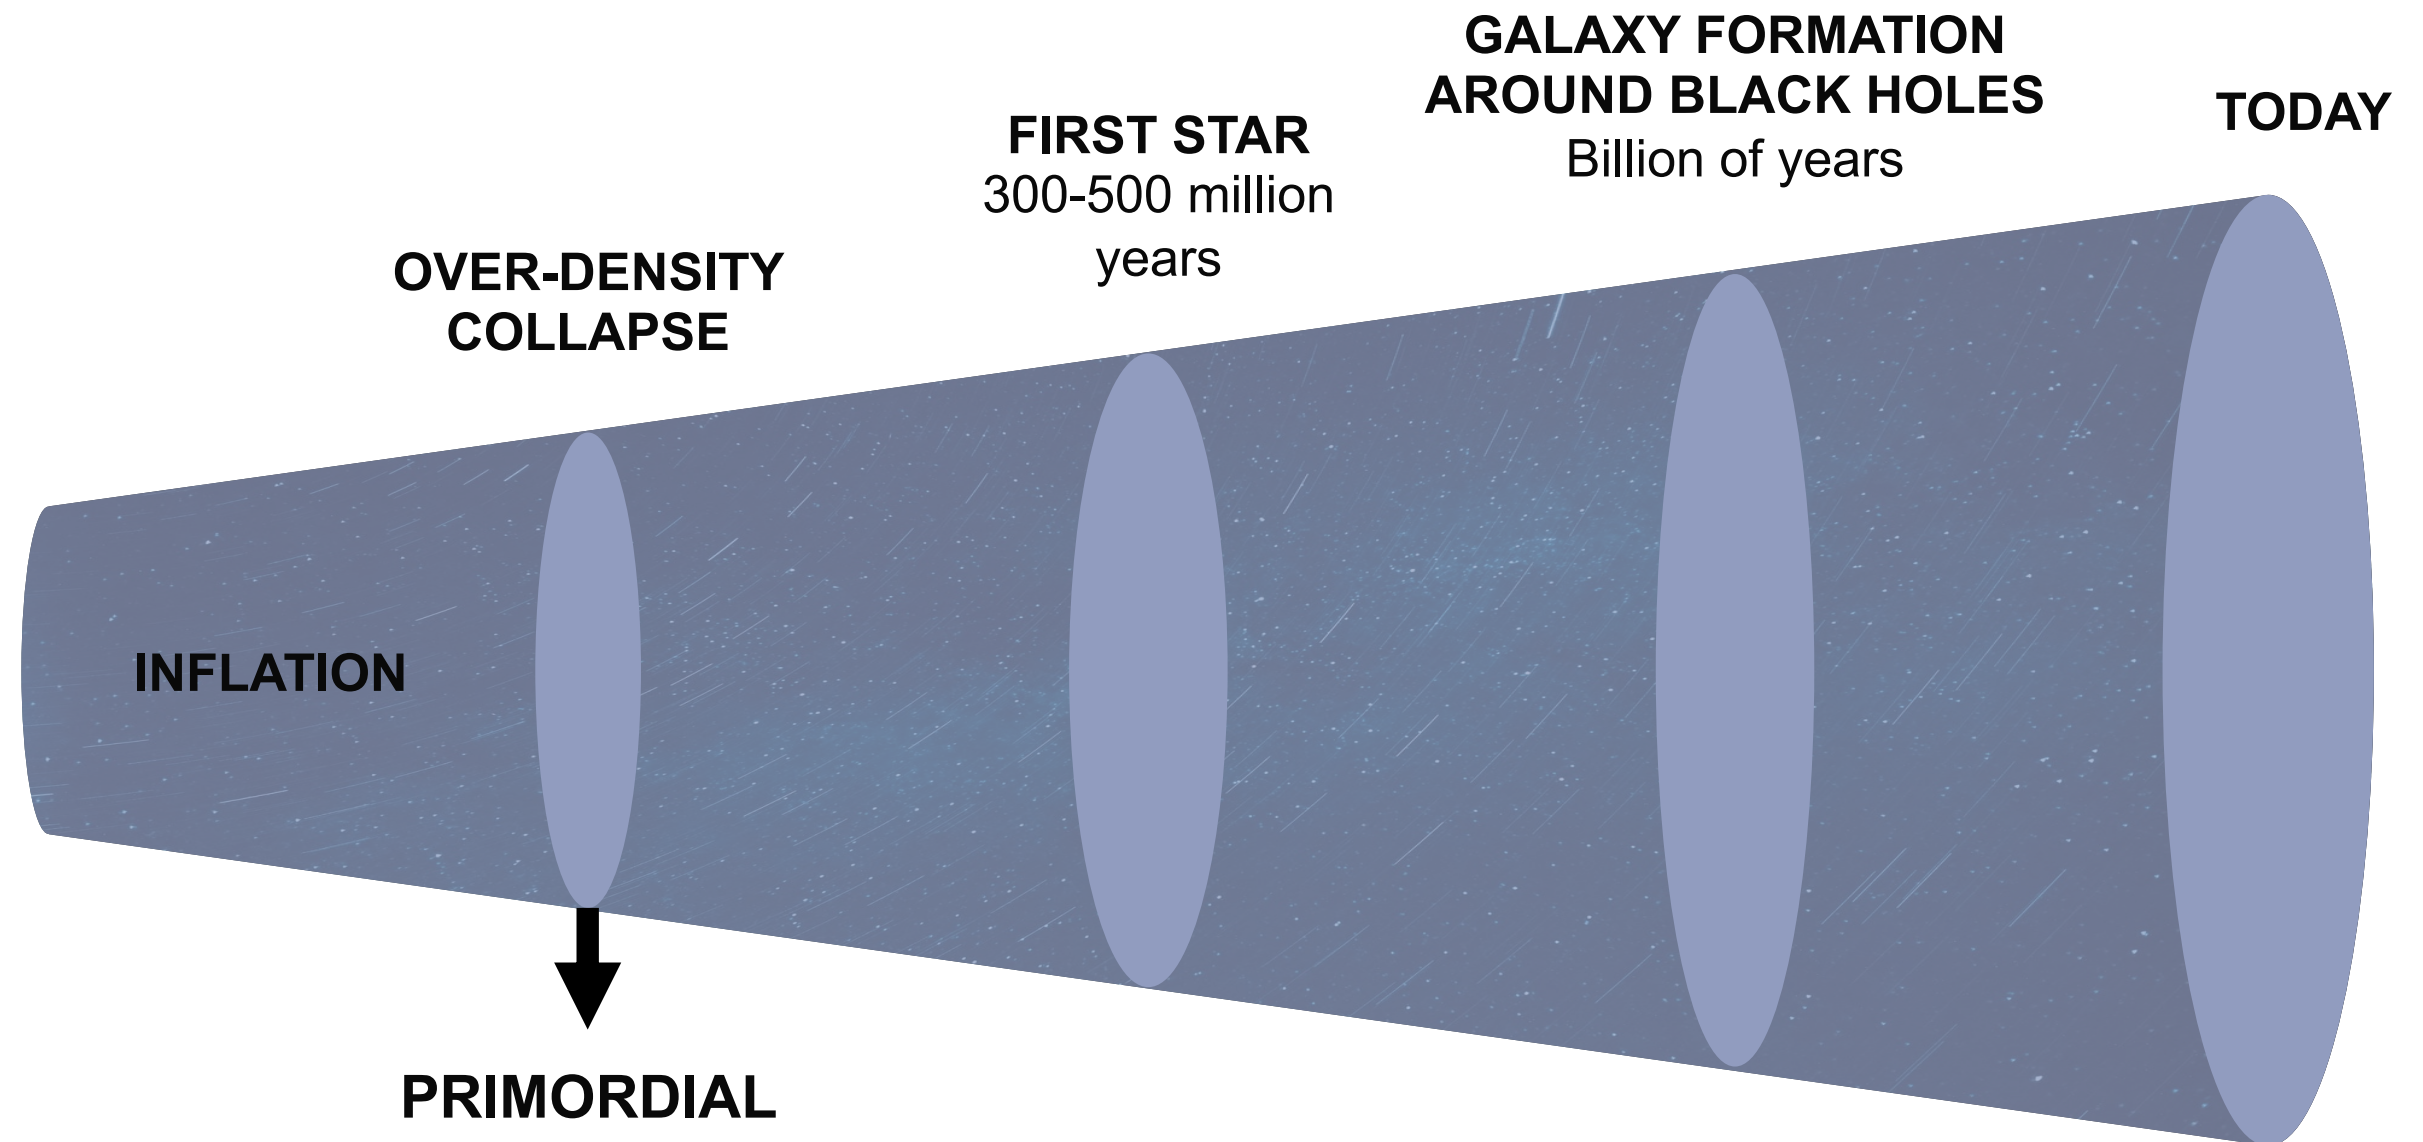 GALAXY FORMATION
AROUND BLACK HOLES
Billion of years
TODAY
FIRST STAR
300-500 million
years
OVER-DENSITY
COLLAPSE
INFLATION
PRIMORDIAL